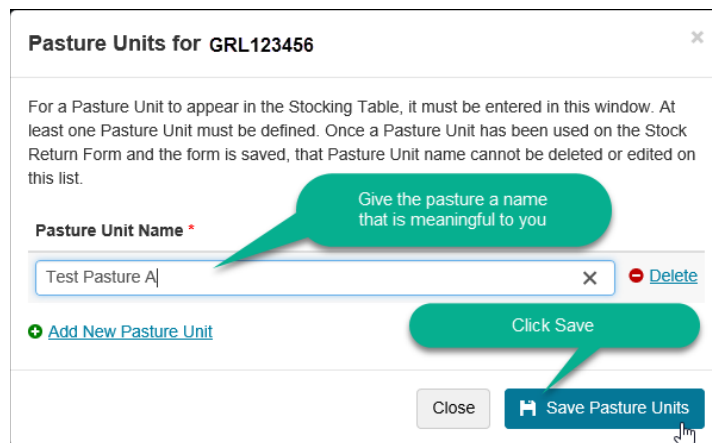 Pasture Units for GRL123456
×
For a Pasture Unit to appear in the Stocking Table, it must be entered in this window. At
least one Pasture Unit must be defined. Once a Pasture Unit has been used on the Stock
Return Form and the form is saved, that Pasture Unit name cannot be deleted or edited on
this list.
Give the pasture a name
that is meaningful to you
Pasture Unit Name *
Test Pasture A
Delete
Add New Pasture Unit
Click Save
Close
Save Pasture Units